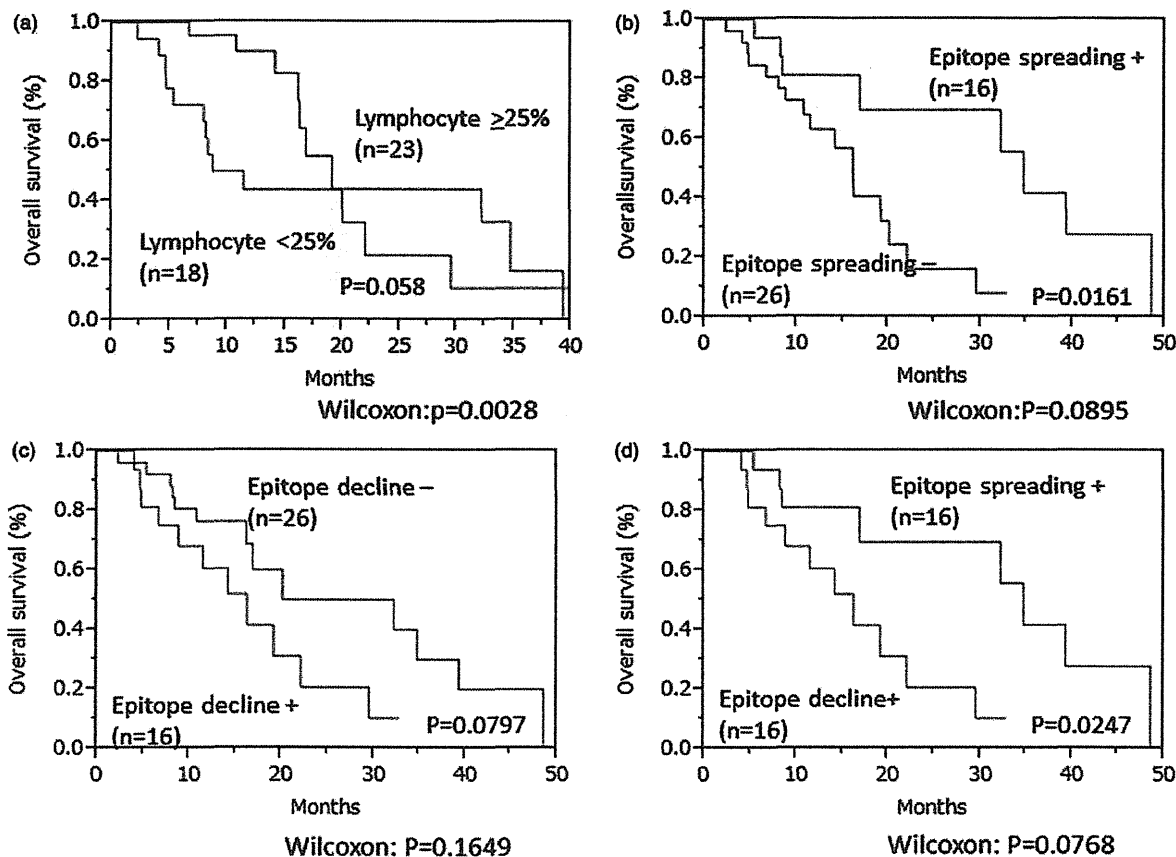 (a)
Overall survival (%)
1.0
0.8
0.6
0.4
0.2
0.0
Lymphocyte ≥25%
(n=23)
Lymphocyte <25%
(n=18)
P=0.058
0 5 10 15 20 25 30 35 40
Months
Wilcoxon:p=0.0028
(b)
Overallsurvival (%)
1.0
0.8
0.6
0.4
0.2
0.0
Epitope spreading +
(n=16)
Epitope spreading −
(n=26)
P=0.0161
0 10 20 30 40 50
Months
Wilcoxon:P=0.0895
(c)
Overall survival (%)
1.0
0.8
0.6
0.4
0.2
0.0
Epitope decline −
(n=26)
Epitope decline +
(n=16)
P=0.0797
0 10 20 30 40 50
Months
Wilcoxon: P=0.1649
(d)
Overall survival (%)
1.0
0.8
0.6
0.4
0.2
0.0
Epitope spreading +
(n=16)
Epitope decline+
(n=16)
P=0.0247
0 10 20 30 40 50
Months
Wilcoxon: P=0.0768